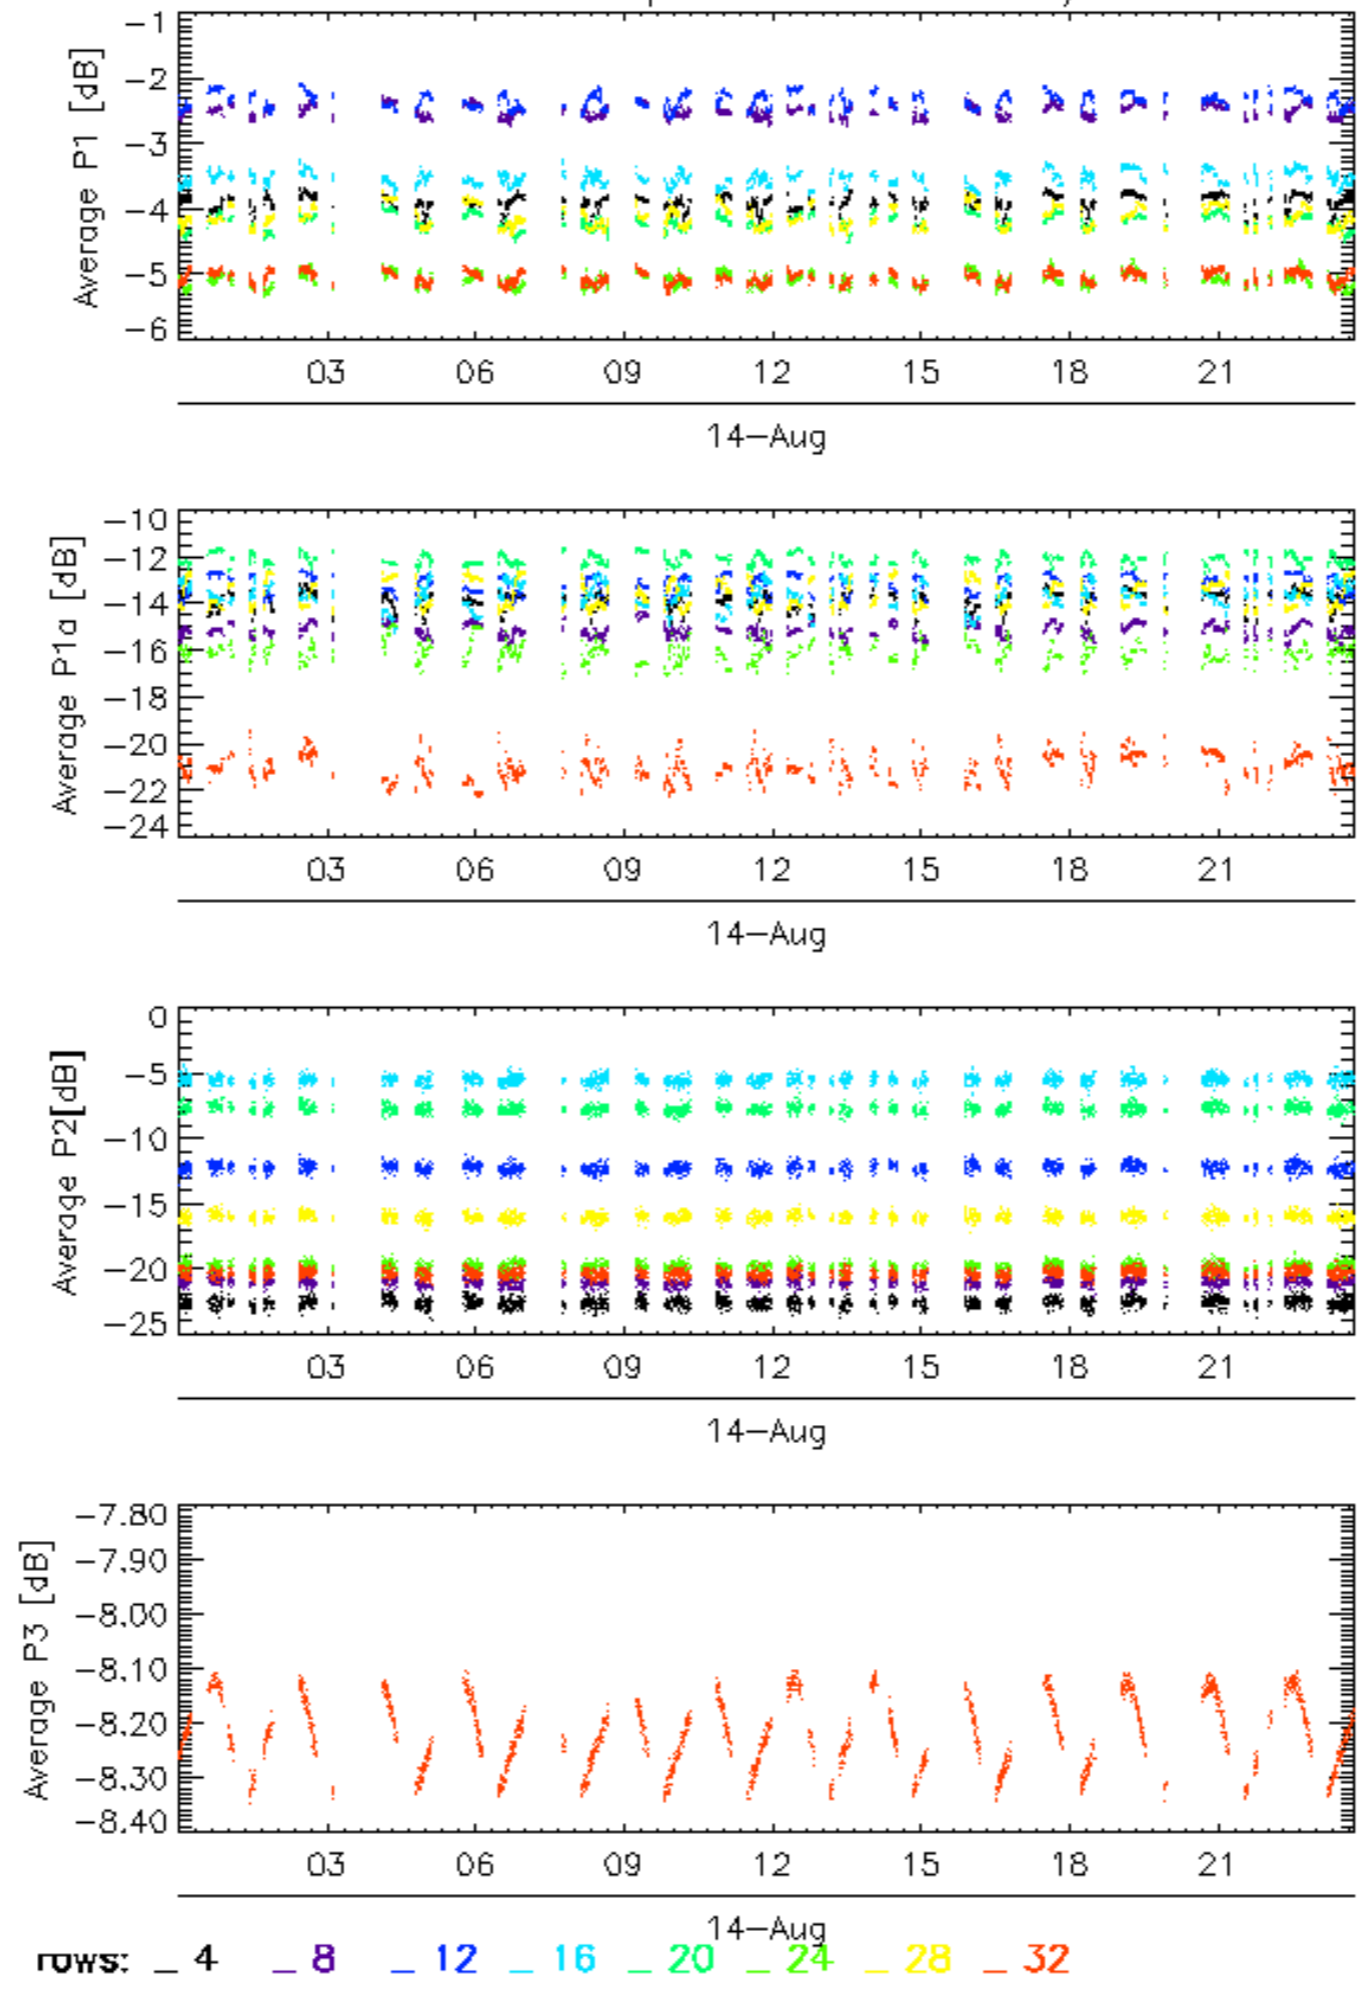 Average P1 [dB]
−1
−2
−3
−4
−5
−6
03 06 09 12 15 18 21
14−Aug
Average P1a [dB]
−10
−12
−14
−16
−18
−20
−22
−24
03 06 09 12 15 18 21
14−Aug
Average P2[dB]
0
−5
−10
−15
−20
−25
03 06 09 12 15 18 21
14−Aug
Average P3 [dB]
−7.80
−7.90
−8.00
−8.10
−8.20
−8.30
−8.40
03 06 09 12 15 18 21
14−Aug
rows: _ 4 _ 8 _ 12 _ 16 _ 20 _ 24 _ 28 _ 32